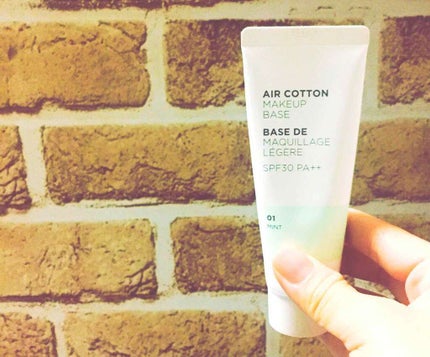 AIR COTTON
MAKEUP
BASE
BASE DE
MAQUILLAGE
LÉGÈRE
SPF30 PA++
01
MINT